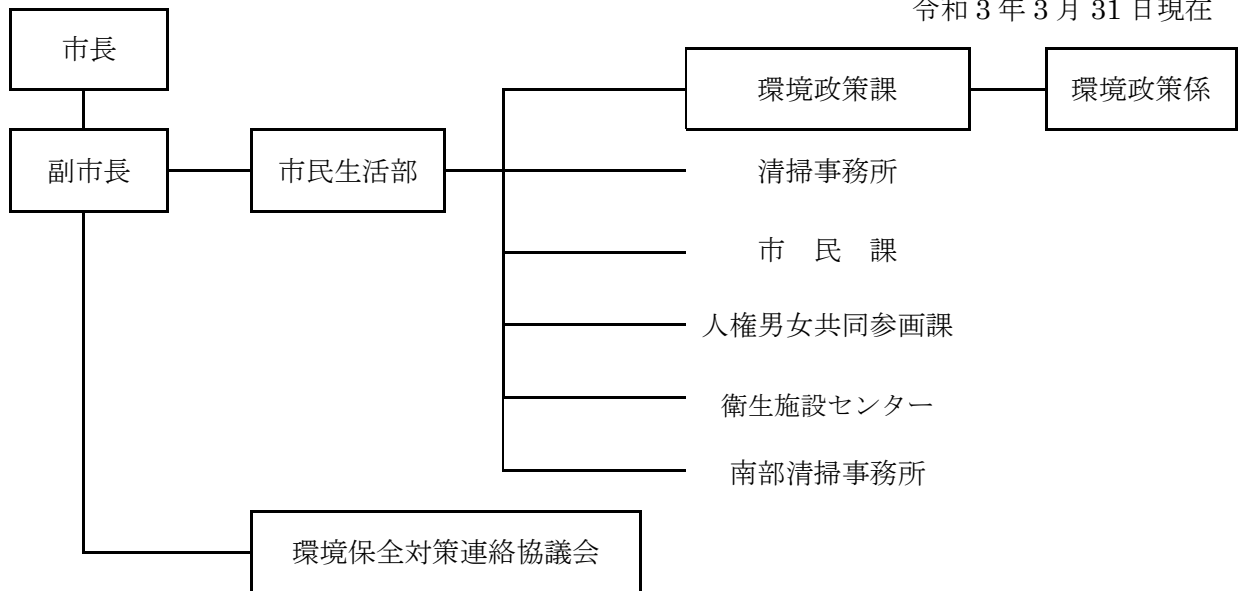 令和３年３月 31 日現在
市長
環境政策課
環境政策係
副市長
市民生活部
清掃事務所
市　民　課
人権男女共同参画課
衛生施設センター
南部清掃事務所
環境保全対策連絡協議会